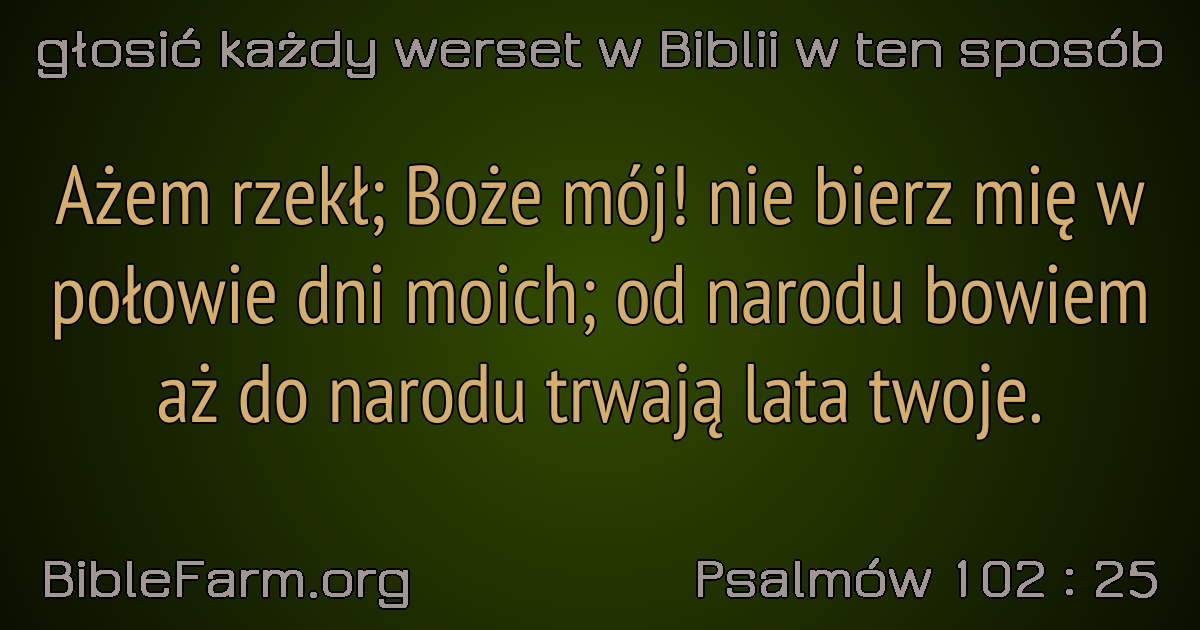 głosić każdy werset w Biblii w ten sposób
Ażem rzekł; Boże mój! nie bierz mię w
połowie dni moich; od narodu bowiem
aż do narodu trwają lata twoje.
BibleFarm.org
Psalmów 102 : 25